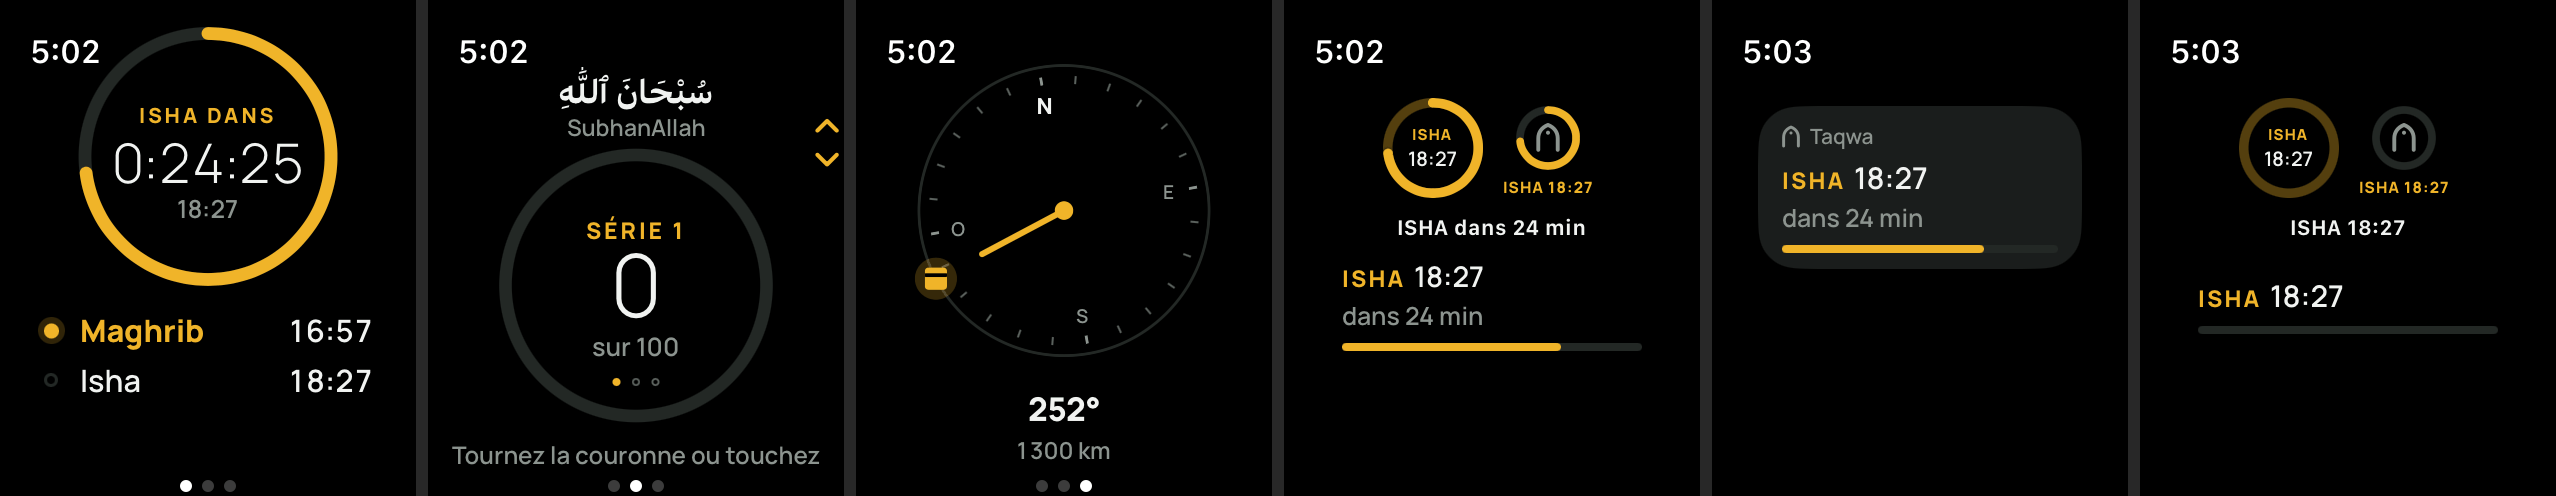 5:02
ISHA DANS
0:24:25
18:27
Maghrib 16:57
Isha 18:27
5:02
سُبْحَانَ ٱللَّهِ
SubhanAllah
SÉRIE 1
0
sur 100
Tournez la couronne ou touchez
5:02
N
E
O
S
252°
1 300 km
5:02
ISHA
18:27
ISHA 18:27
ISHA dans 24 min
ISHA 18:27
dans 24 min
5:03
Taqwa
ISHA 18:27
dans 24 min
5:03
ISHA
18:27
ISHA 18:27
ISHA 18:27
ISHA 18:27